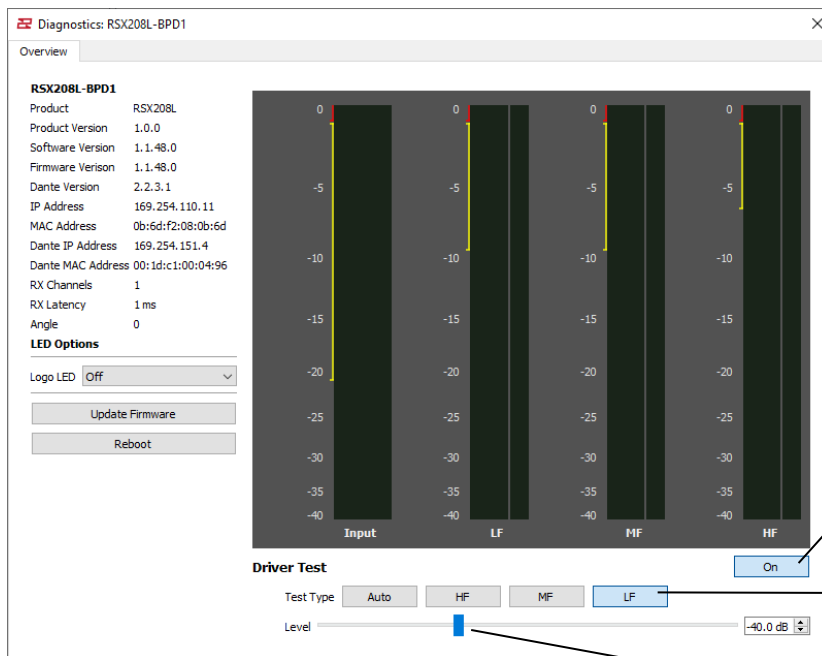 Diagnostics: RSX208L-BPD1
Overview
RSX208L-BPD1
Product RSX208L
Product Version 1.0.0
Software Version 1.1.48.0
Firmware Verison 1.1.48.0
Dante Version 2.2.3.1
IP Address 169.254.110.11
MAC Address 0b:6d:f2:08:0b:6d
Dante IP Address 169.254.151.4
Dante MAC Address 00:1d:c1:00:04:96
RX Channels 1
RX Latency 1 ms
Angle 0
LED Options
Logo LED Off
Update Firmware
Reboot
0 0 0 0
-5 -5 -5 -5
-10 -10 -10 -10
-15 -15 -15 -15
-20 -20 -20 -20
-25 -25 -25 -25
-30 -30 -30 -30
-35 -35 -35 -35
-40 -40 -40 -40
Input LF MF HF
Driver Test On
Test Type Auto HF MF LF
Level -40.0 dB